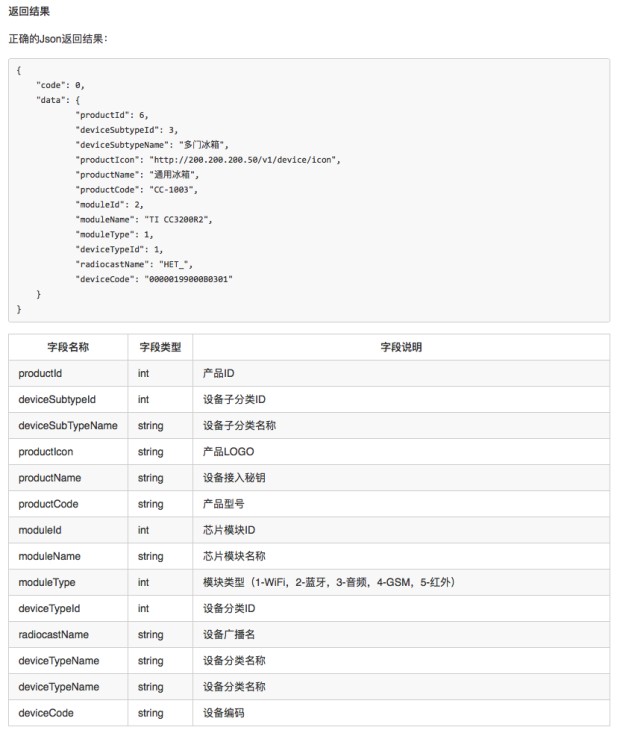 返回结果
正确的Json返回结果：
{
"code": 0,
"data": {
"productId": 6,
"deviceSubtypeId": 3,
"deviceSubtypeName": "多门冰箱",
"productIcon": "http://200.200.200.50/v1/device/icon",
"productName": "通用冰箱",
"productCode": "CC-1003",
"moduleId": 2,
"moduleName": "TI CC3200R2",
"moduleType": 1,
"deviceTypeId": 1,
"radiocastName": "HET_",
"deviceCode": "0000019900080301"
}
}
字段名称 字段类型 字段说明
productId int 产品ID
deviceSubtypeId int 设备子分类ID
deviceSubTypeName string 设备子分类名称
productIcon string 产品LOGO
productName string 设备接入秘钥
productCode string 产品型号
moduleId int 芯片模块ID
moduleName string 芯片模块名称
moduleType int 模块类型（1-WiFi，2-蓝牙，3-音频，4-GSM，5-红外）
deviceTypeId int 设备分类ID
radiocastName string 设备广播名
deviceTypeName string 设备分类名称
deviceTypeName string 设备分类名称
deviceCode string 设备编码